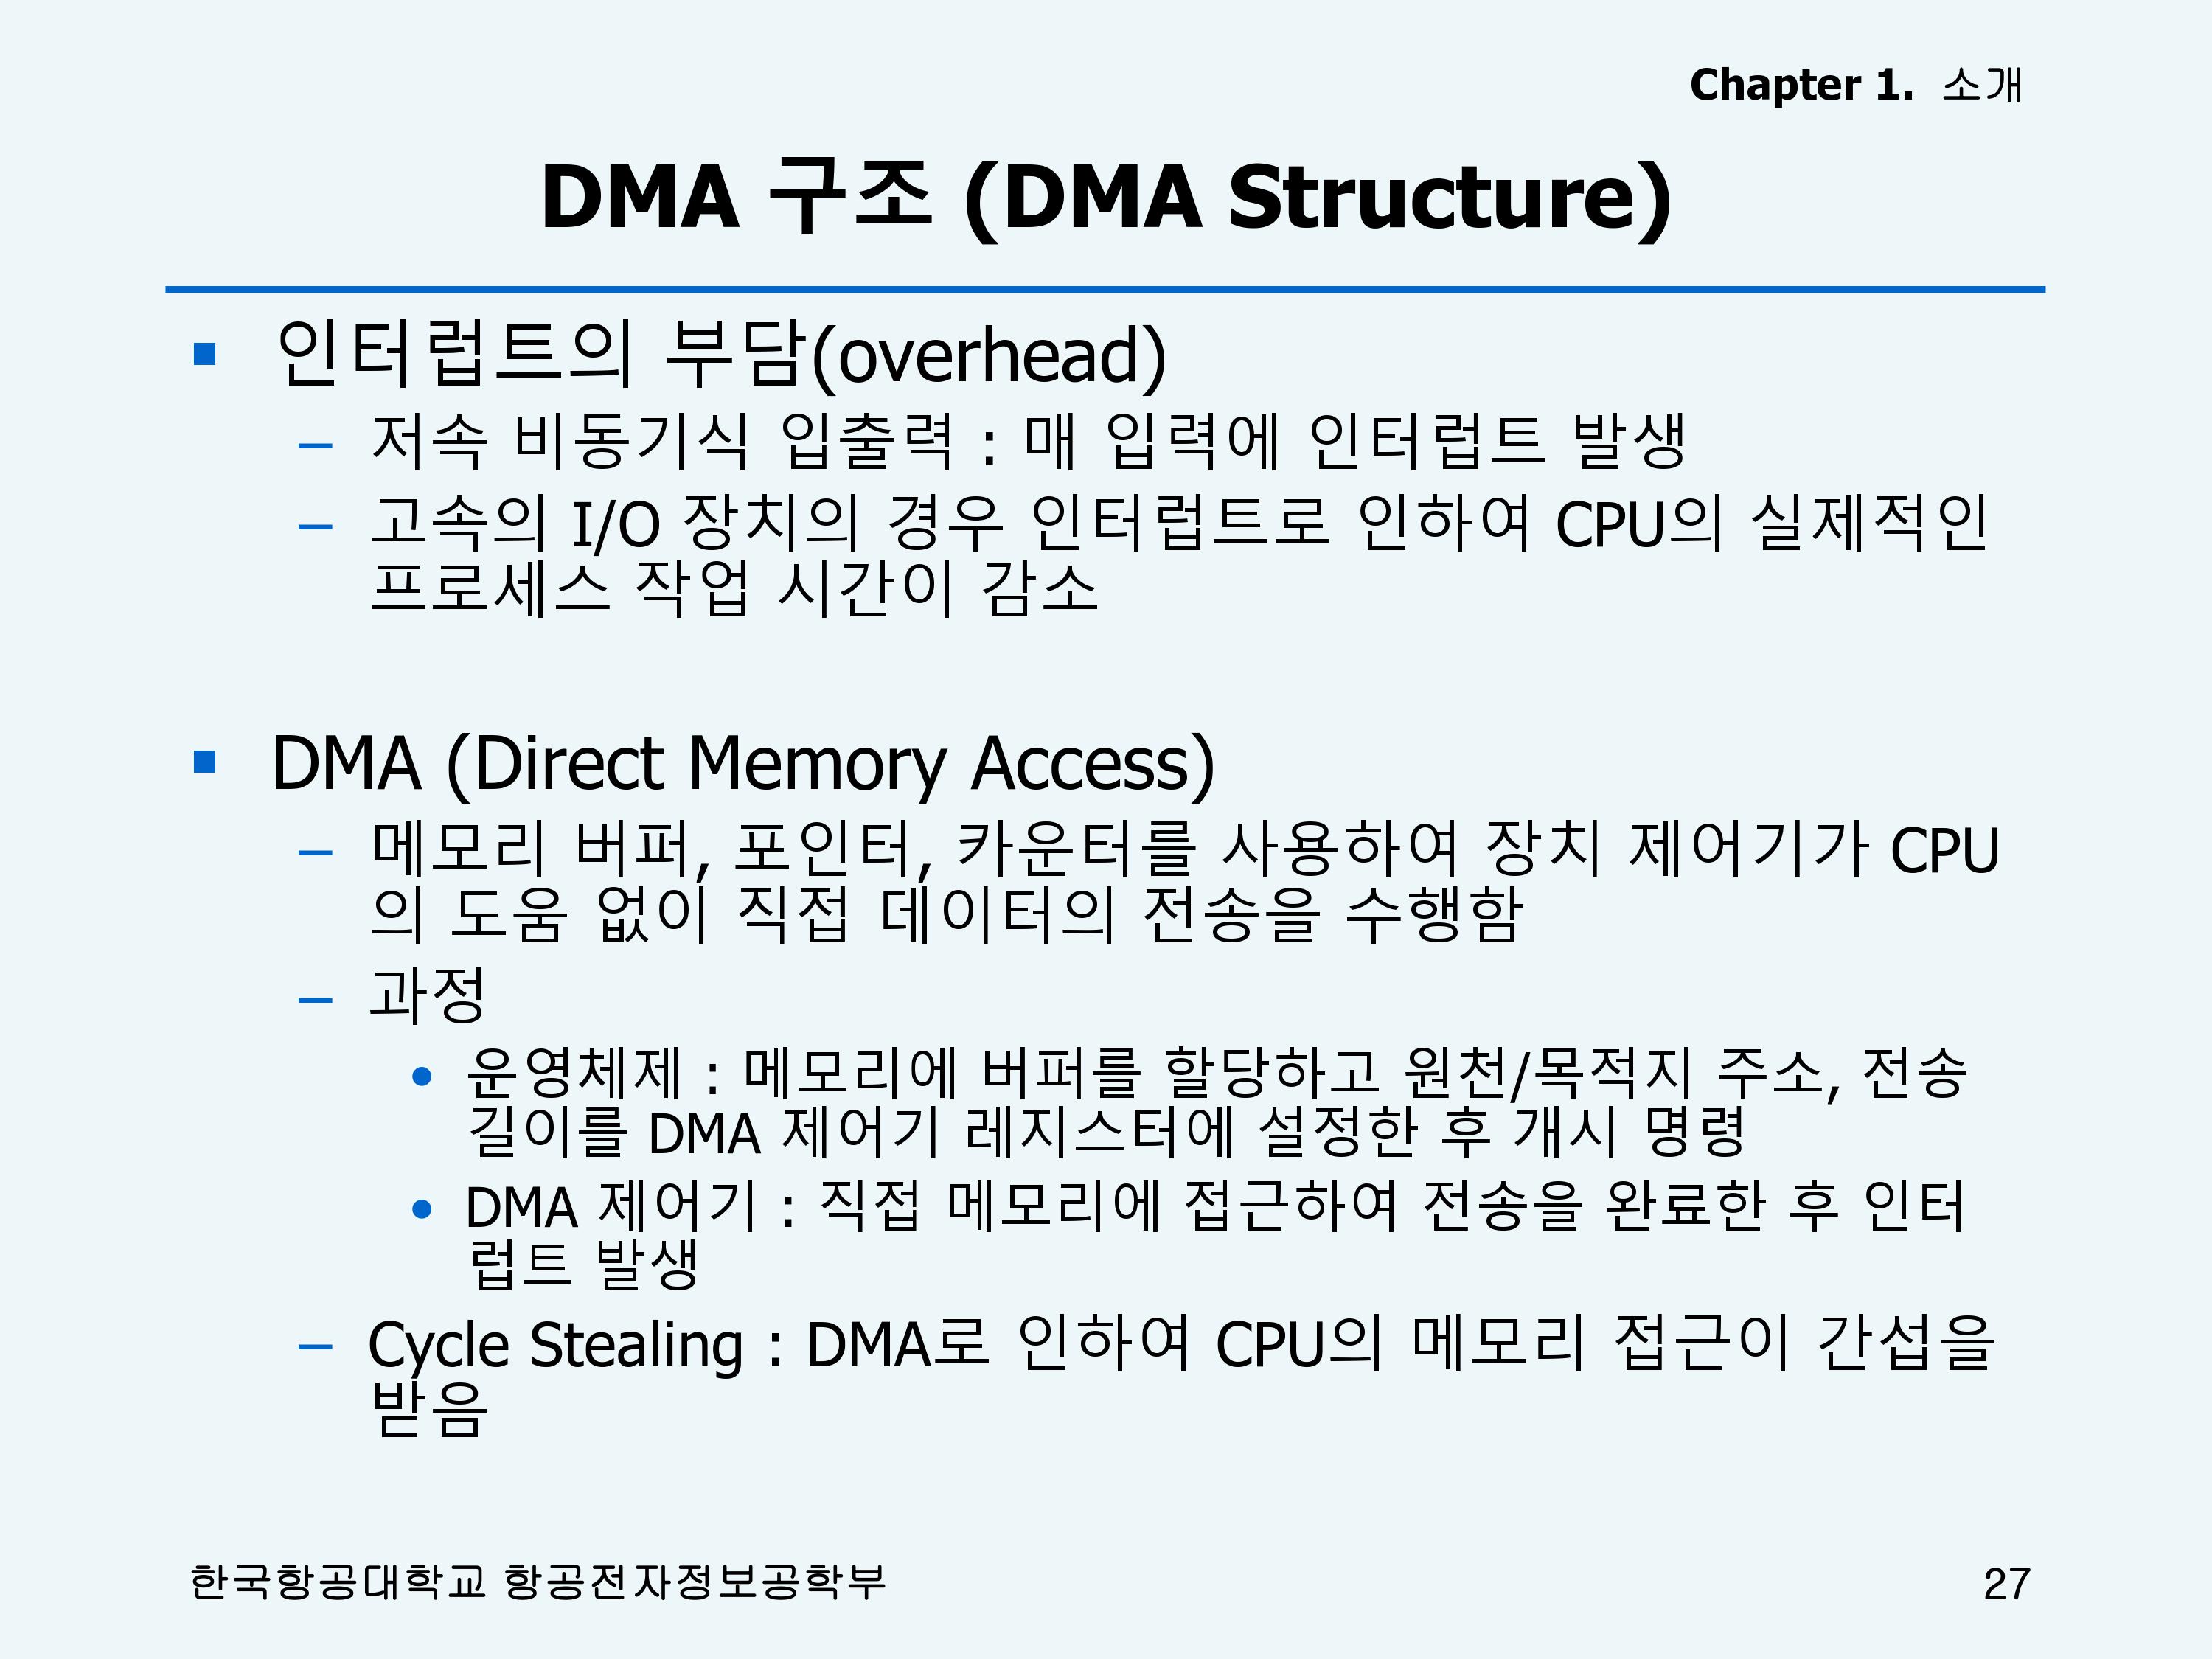 Chapter 1. 소개
DMA 구조 (DMA Structure)
▪ 인터럽트의 부담(overhead)
– 저속 비동기식 입출력 : 매 입력에 인터럽트 발생
– 고속의 I/O 장치의 경우 인터럽트로 인하여 CPU의 실제적인
프로세스 작업 시간이 감소
▪ DMA (Direct Memory Access)
– 메모리 버퍼, 포인터, 카운터를 사용하여 장치 제어기가 CPU
의 도움 없이 직접 데이터의 전송을 수행함
– 과정
• 운영체제 : 메모리에 버퍼를 할당하고 원천/목적지 주소, 전송
길이를 DMA 제어기 레지스터에 설정한 후 개시 명령
• DMA 제어기 : 직접 메모리에 접근하여 전송을 완료한 후 인터
럽트 발생
– Cycle Stealing : DMA로 인하여 CPU의 메모리 접근이 간섭을
받음
한국항공대학교 항공전자정보공학부
27